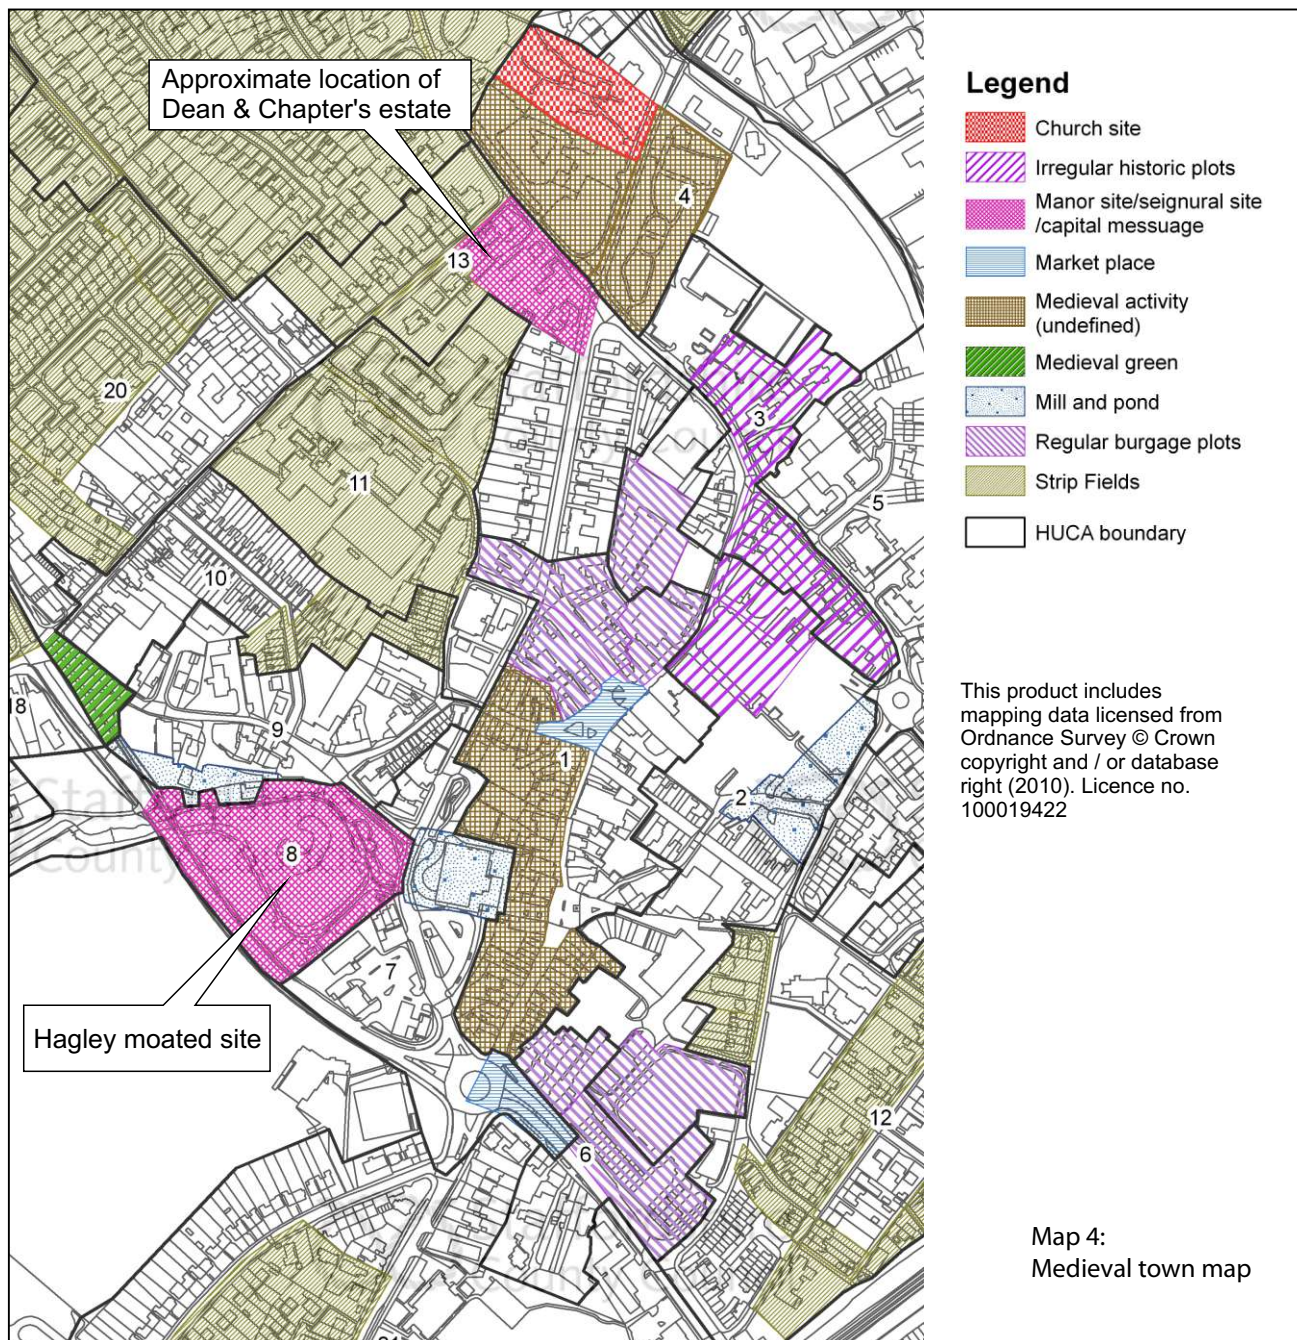 Approximate location of
Dean & Chapter's estate
4
13
20
3
11
5
10
18
9
1
2
8
7
Hagley moated site
12
6
Staffordshire
County Council
Legend
Church site
Irregular historic plots
Manor site/seignural site
/capital messuage
Market place
Medieval activity
(undefined)
Medieval green
Mill and pond
Regular burgage plots
Strip Fields
HUCA boundary
This product includes
mapping data licensed from
Ordnance Survey © Crown
copyright and / or database
right (2010). Licence no.
100019422
Map 4:
Medieval town map